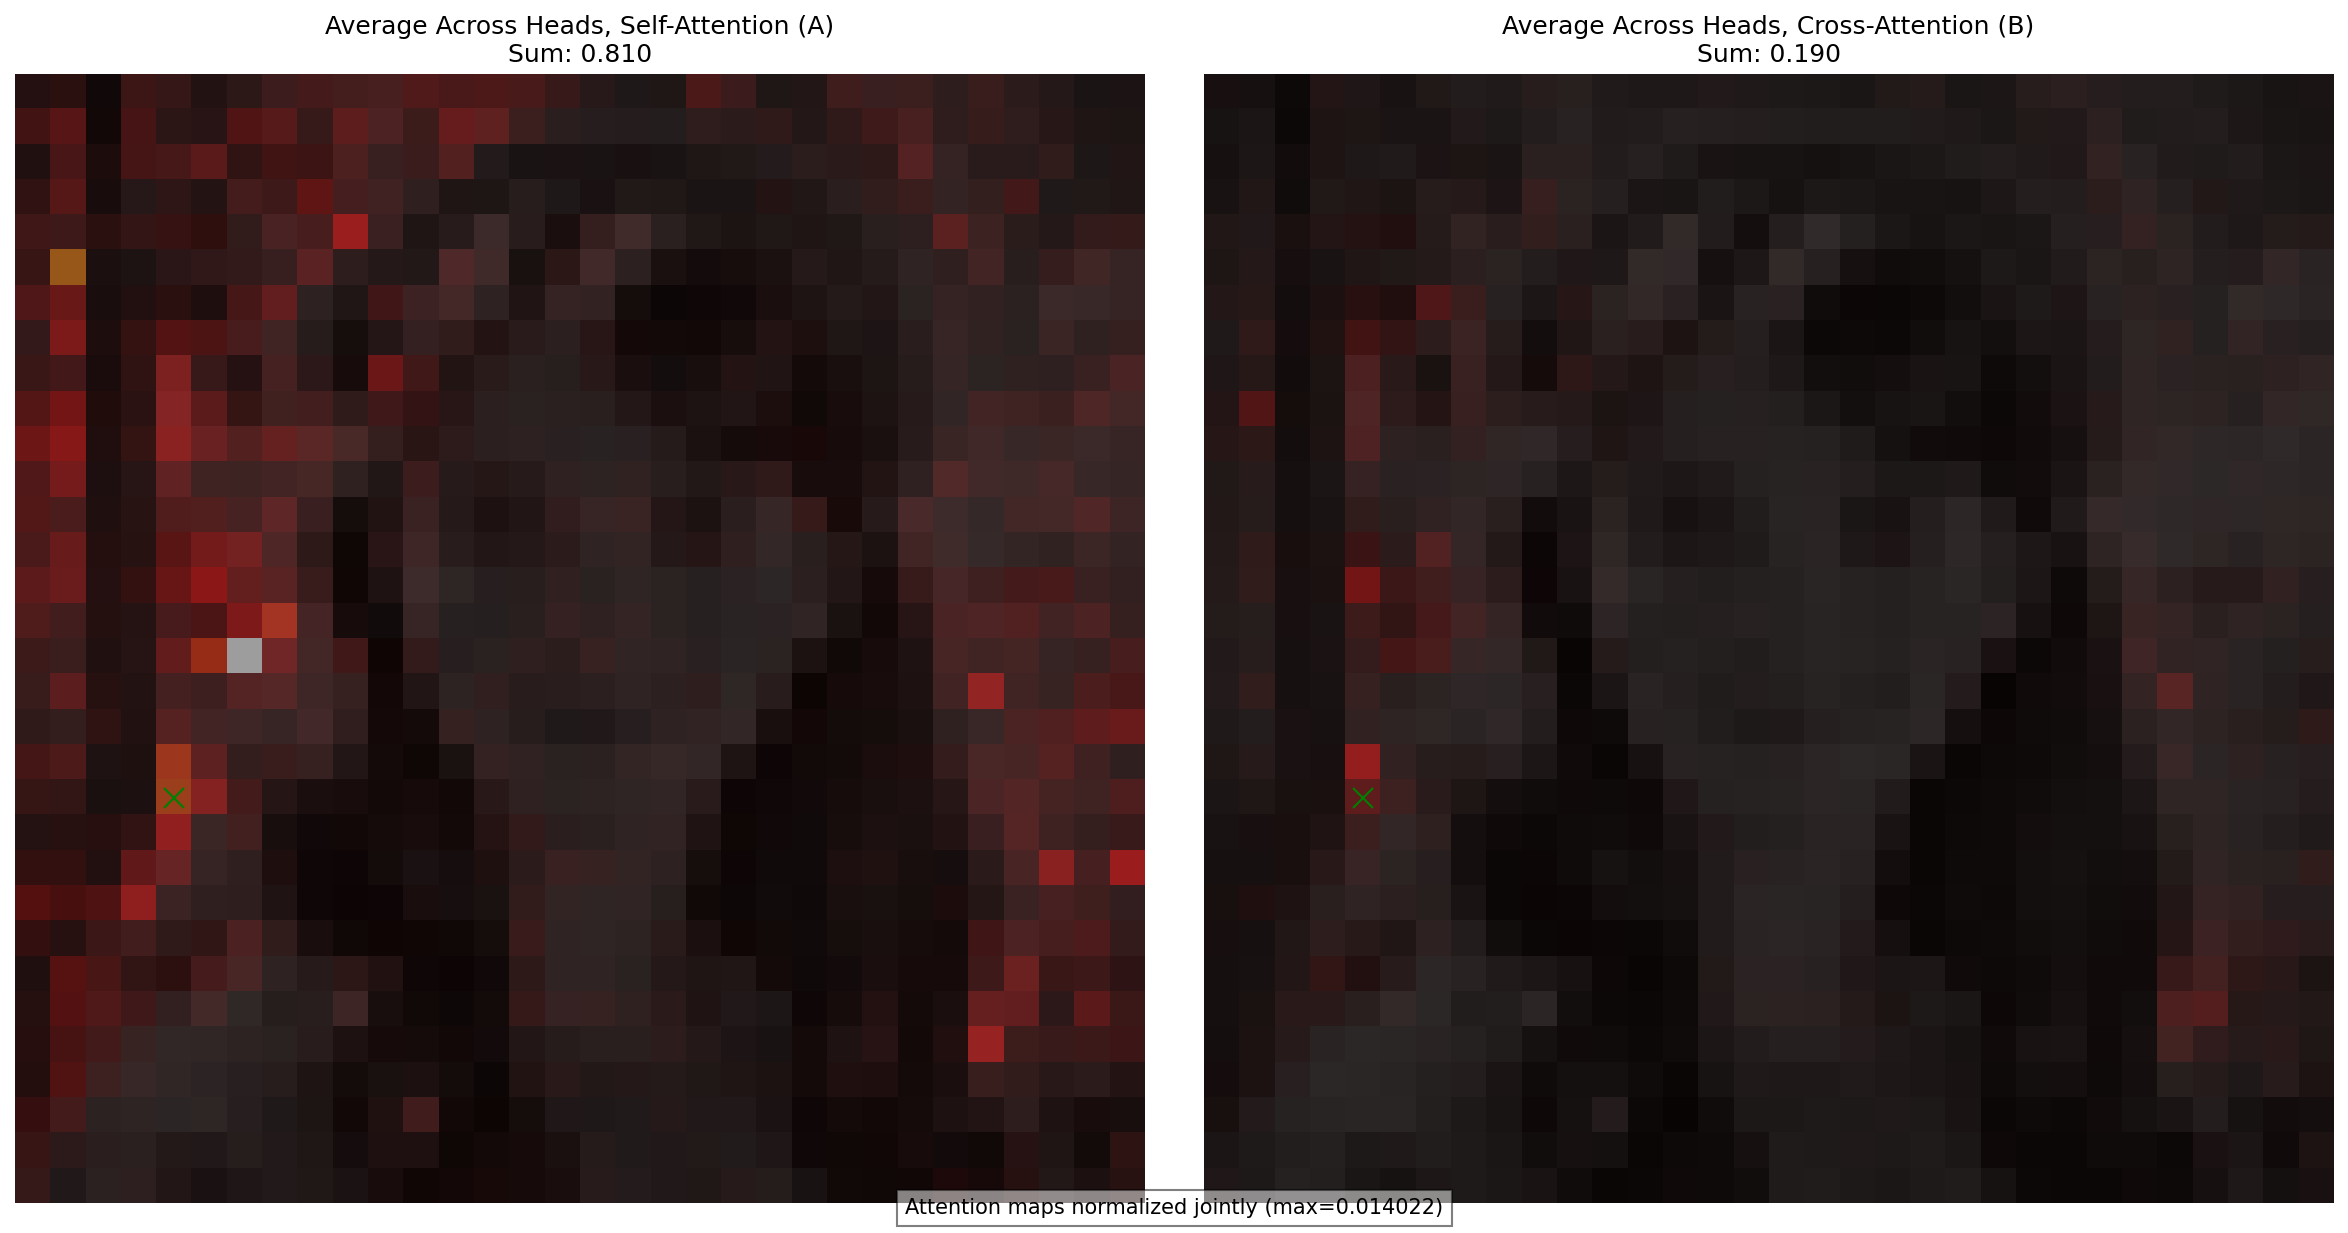 Average Across Heads, Self-Attention (A)
Sum: 0.810
Average Across Heads, Cross-Attention (B)
Sum: 0.190
Attention maps normalized jointly (max=0.014022)